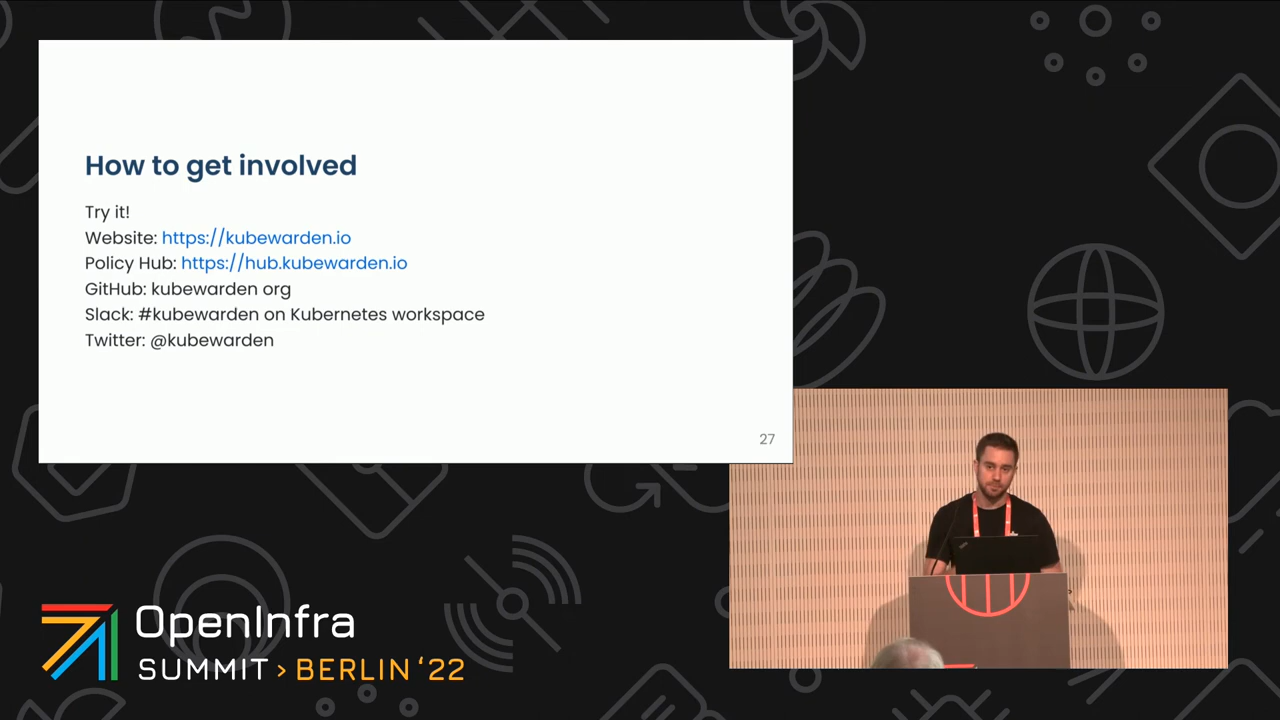 How to get involved
Try it!
Website: https://kubewarden.io
Policy Hub: https://hub.kubewarden.io
GitHub: kubewarden org
Slack: #kubewarden on Kubernetes workspace
Twitter: @kubewarden
27
OpenInfra
SUMMIT > BERLIN ‘22